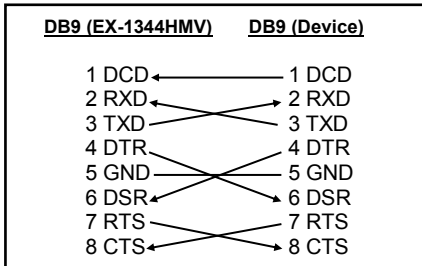 DB9 (EX-1344HMV) DB9 (Device)
1 DCD 1 DCD
2 RXD 2 RXD
3 TXD 3 TXD
4 DTR 4 DTR
5 GND 5 GND
6 DSR 6 DSR
7 RTS 7 RTS
8 CTS 8 CTS